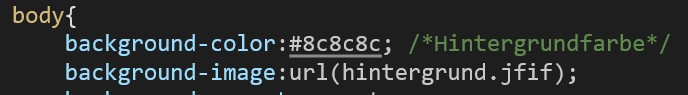 body{
background-color:#8c8c8c; /*Hintergrundfarbe*/
background-image:url(hintergrund.jfif);